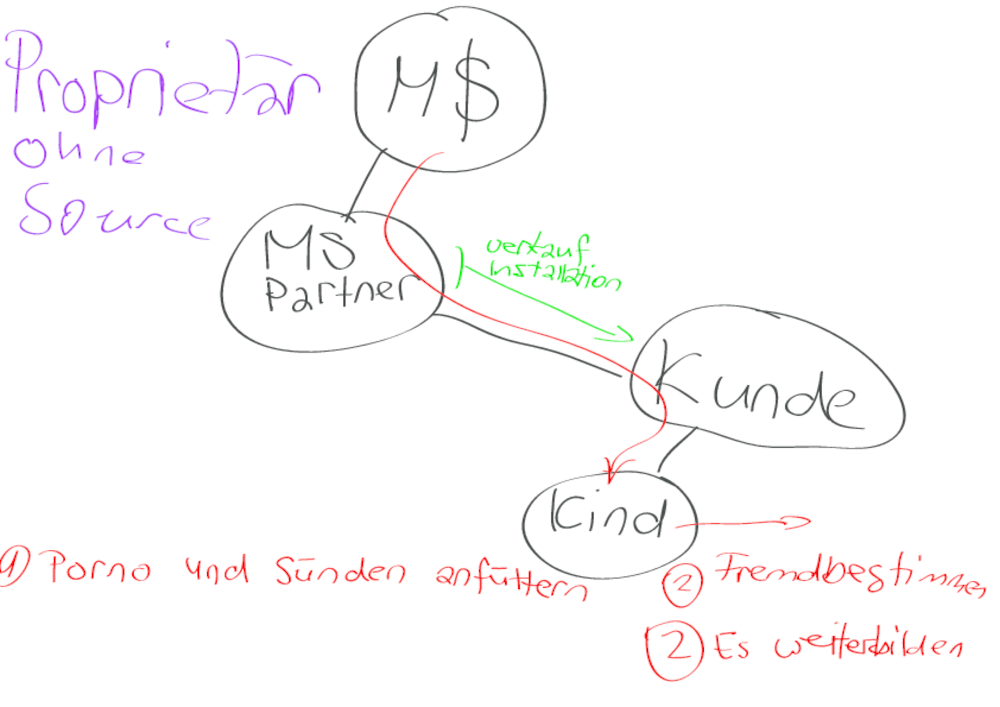 Proprietär
ohne
Source
M$
MS
Partner
verkauf
installation
Kunde
Kind
1) Porno und Sünden anfüttern
2 Fremdbestimmen
2 Es weiterbilden